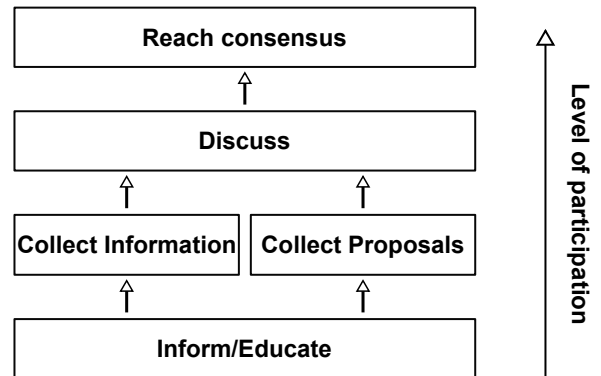 Reach consensus
Discuss
Collect Information
Collect Proposals
Inform/Educate
Level of participation